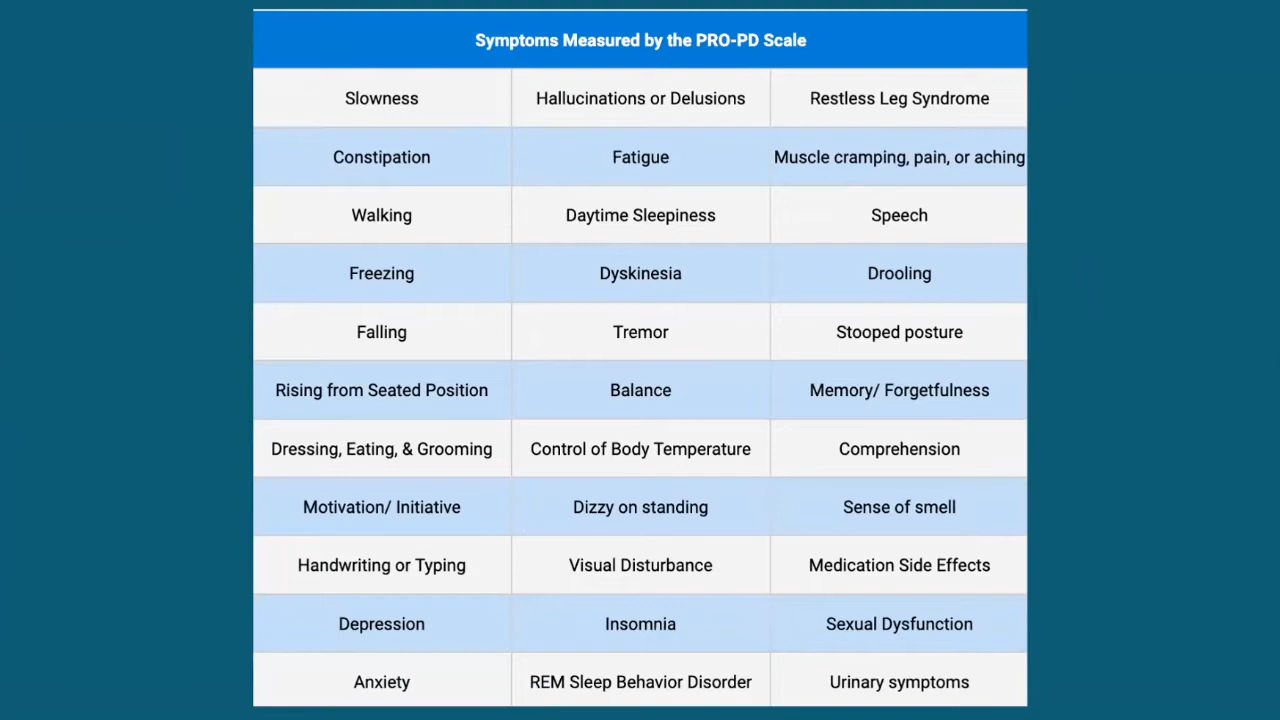 Symptoms Measured by the PRO-PD Scale
Slowness Hallucinations or Delusions Restless Leg Syndrome
Constipation Fatigue Muscle cramping, pain, or aching
Walking Daytime Sleepiness Speech
Freezing Dyskinesia Drooling
Falling Tremor Stooped posture
Rising from Seated Position Balance Memory/ Forgetfulness
Dressing, Eating, & Grooming Control of Body Temperature Comprehension
Motivation/ Initiative Dizzy on standing Sense of smell
Handwriting or Typing Visual Disturbance Medication Side Effects
Depression Insomnia Sexual Dysfunction
Anxiety REM Sleep Behavior Disorder Urinary symptoms